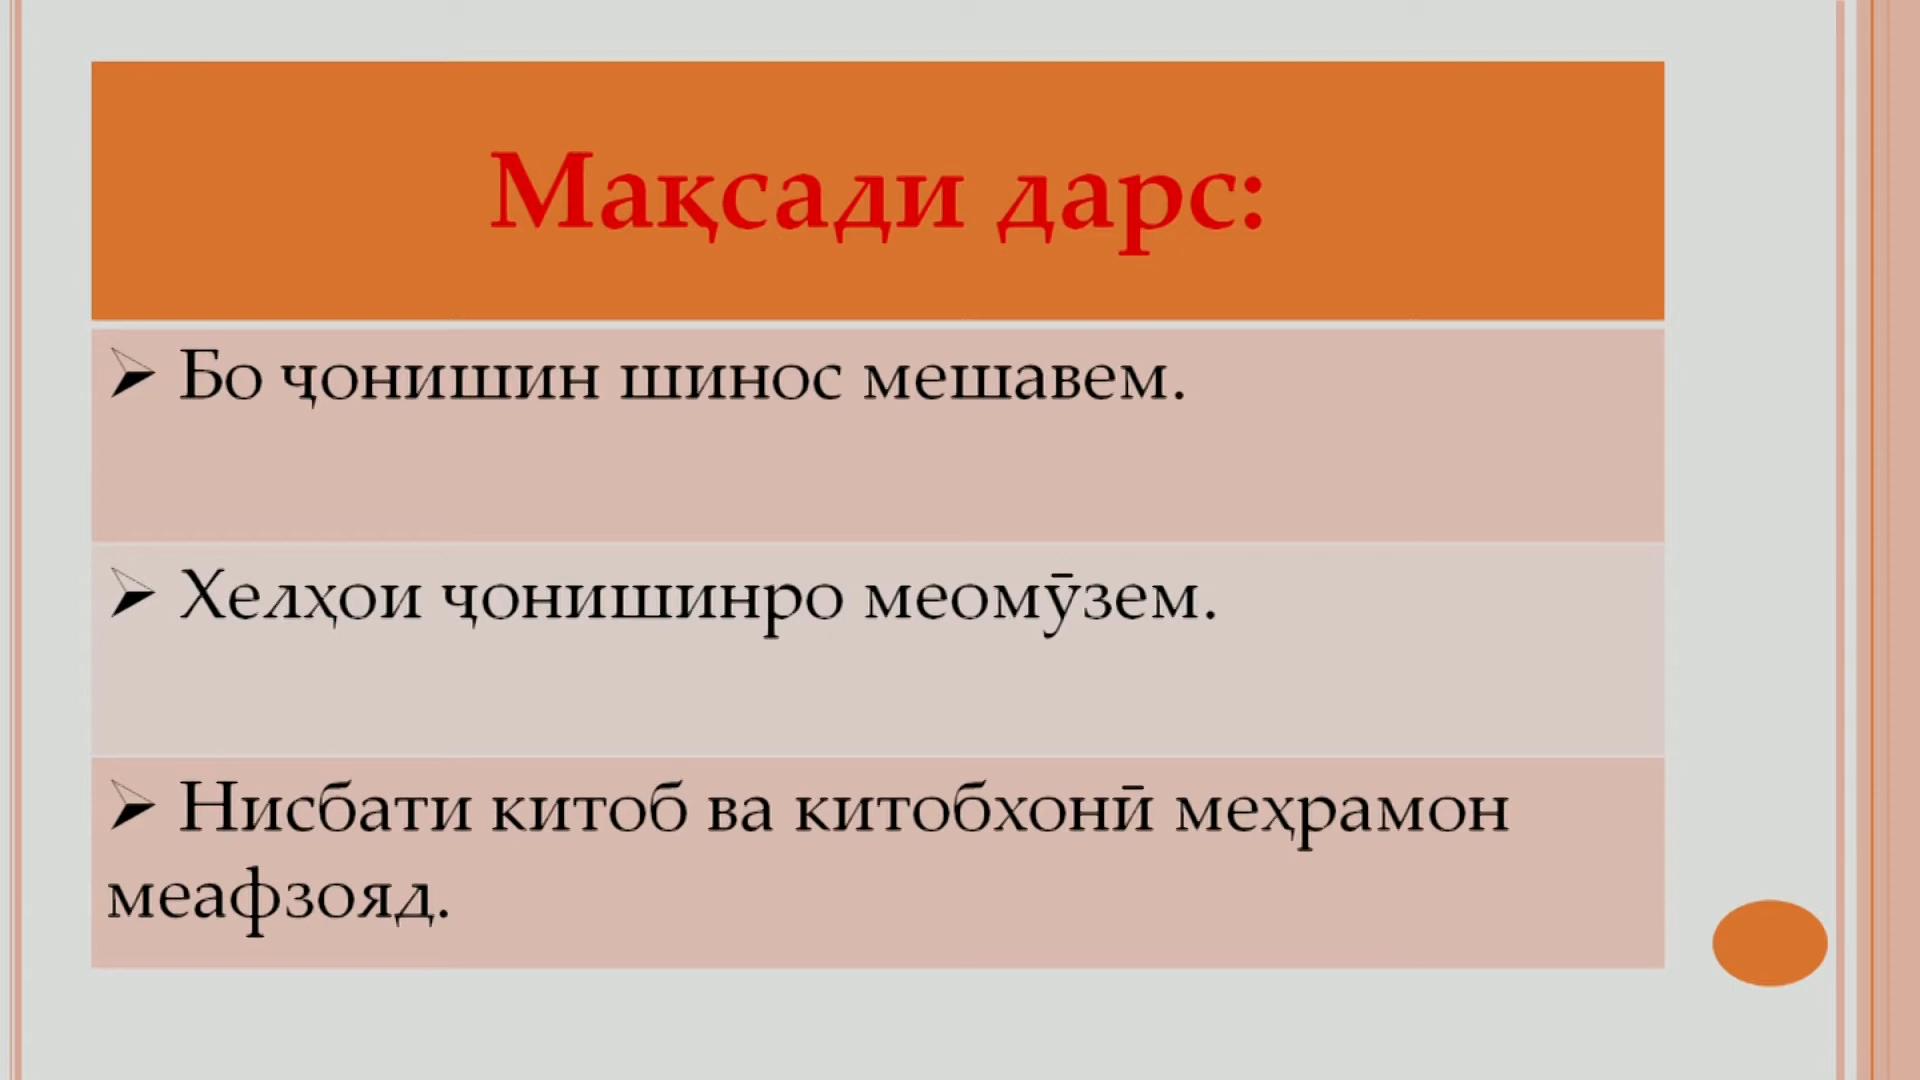 Мақсади дарс:
➢ Бо ҷонишин шинос мешавем.
➢ Хелҳои ҷонишинро меомӯзем.
➢ Нисбати китоб ва китобхонӣ меҳрамон
меафзояд.